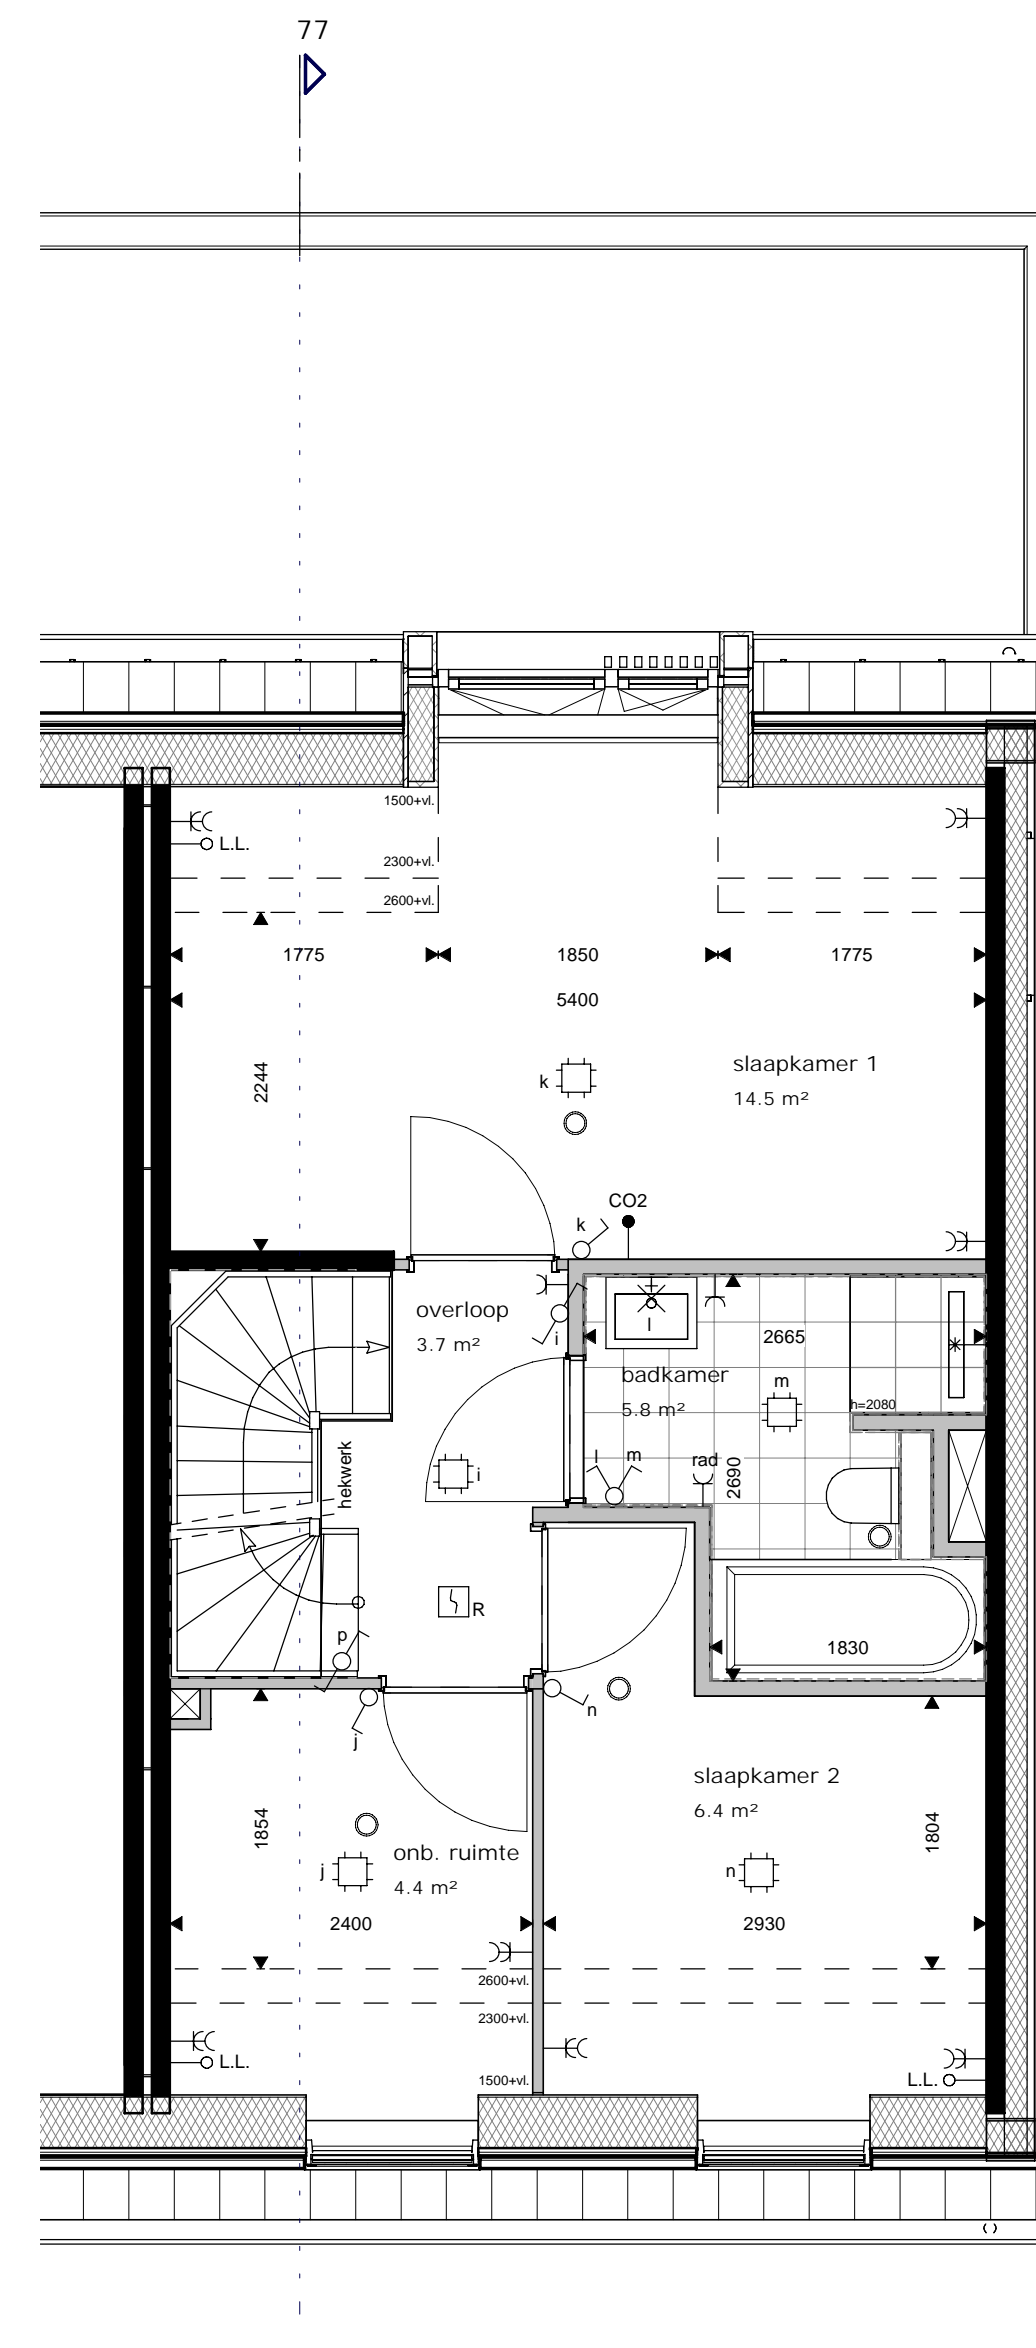 77
1500+vl.
L.L.
2300+vl.
2600+vl.
1775
1850
1775
5400
slaapkamer 1
2244
k
14.5 m²
CO2
k
overloop
3.7 m²
i
l
2665
badkamer
5.8 m²
m
h=2080
hekwerk
l
m
rad
2690
i
R
p
1830
n
j
slaapkamer 2
6.4 m²
1854
1804
onb. ruimte
j
4.4 m²
n
2400
2930
2600+vl.
2300+vl.
L.L.
1500+vl.
L.L.